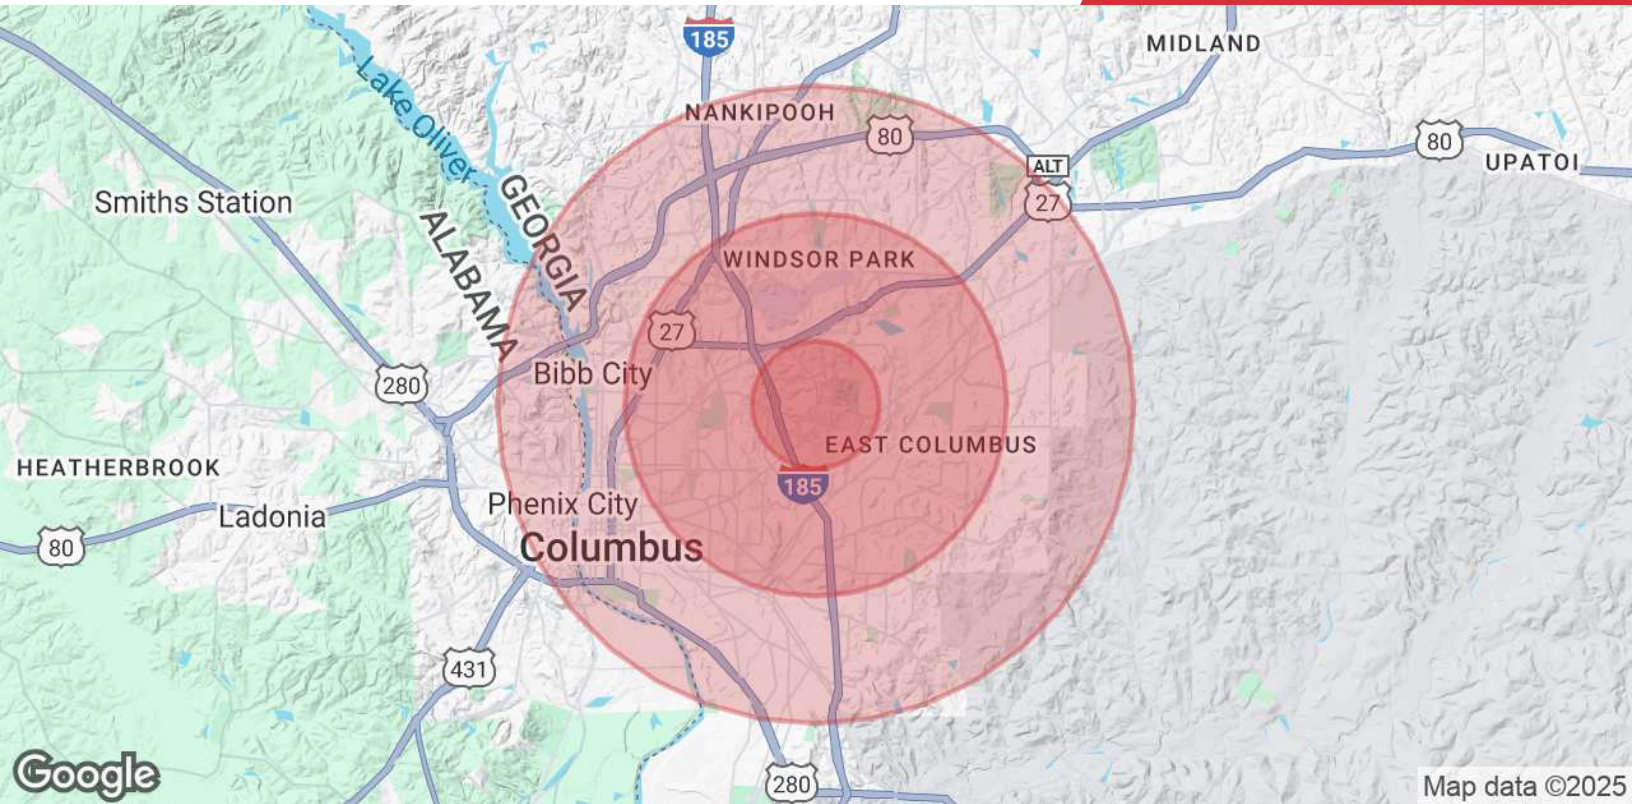 185
MIDLAND
Lake Oliver
NANKIPOOH
80
80
ALT
UPATOI
GEORGIA
Smiths Station
27
ALABAMA
WINDSOR PARK
27
Bibb City
280
EAST COLUMBUS
HEATHERBROOK
185
Phenix City
Ladonia
Columbus
80
431
Google
280
Map data ©2025